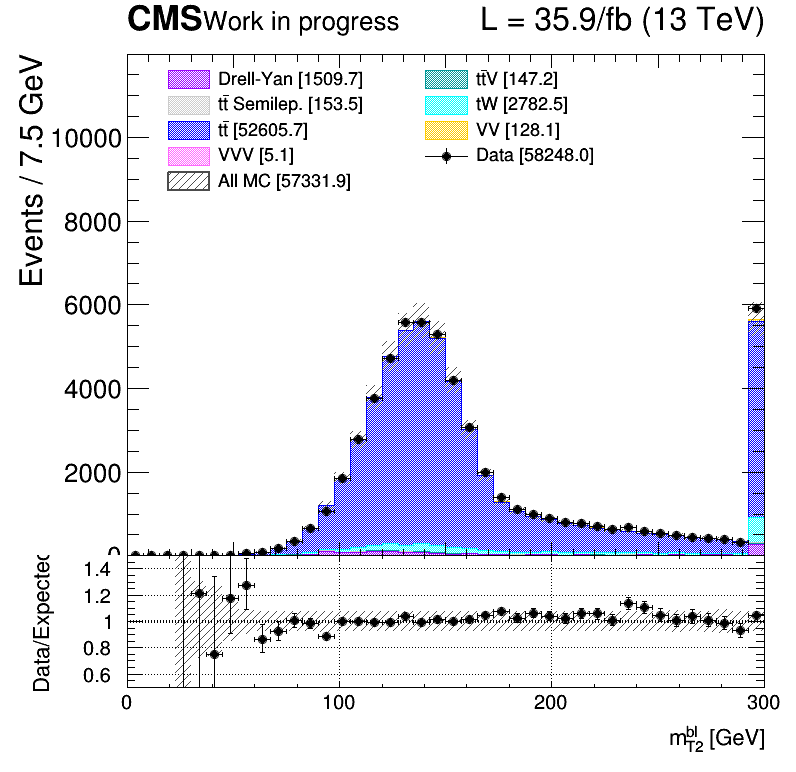 CMS Work in progress L = 35.9/fb (13 TeV)
Events / 7.5 GeV
Drell-Yan [1509.7]
tt̄ Semilep. [153.5]
tt̄ [52605.7]
VVV [5.1]
All MC [57331.9]
tt̄V [147.2]
tW [2782.5]
VV [128.1]
Data [58248.0]
10000
8000
6000
4000
2000
0
Data/Expected
1.4
1.2
1
0.8
0.6
0 100 200 300
m_{T2}^{bl} [GeV]